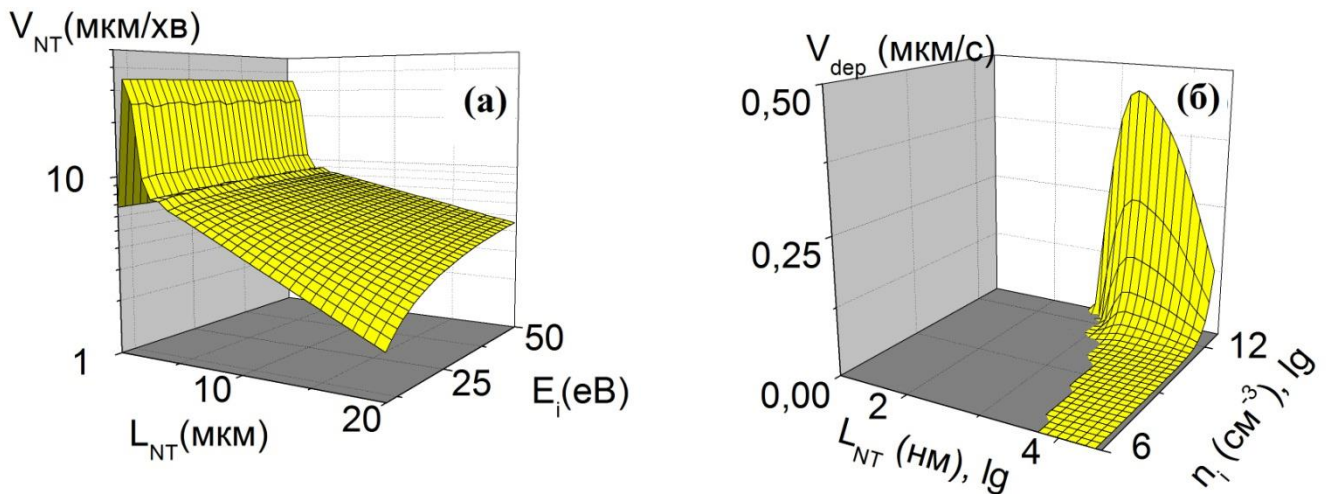 V_NT(мкм/хв)
(а)
10
1
10
20
L_NT(мкм)
25
50
E_i(еВ)
V_dep (мкм/с)
(б)
0,50
0,25
0,00
2
4
L_NT (нм), lg
6
12
n_i (см^-3), lg